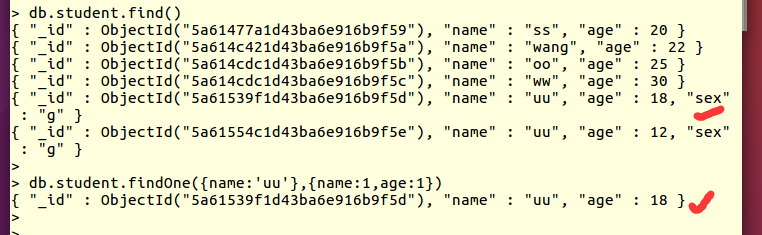 > db.student.find()
{ "_id" : ObjectId("5a61477a1d43ba6e916b9f59"), "name" : "ss", "age" : 20 }
{ "_id" : ObjectId("5a614c421d43ba6e916b9f5a"), "name" : "wang", "age" : 22 }
{ "_id" : ObjectId("5a614cdc1d43ba6e916b9f5b"), "name" : "oo", "age" : 25 }
{ "_id" : ObjectId("5a614cdc1d43ba6e916b9f5c"), "name" : "ww", "age" : 30 }
{ "_id" : ObjectId("5a61539f1d43ba6e916b9f5d"), "name" : "uu", "age" : 18, "sex"
: "g" }
{ "_id" : ObjectId("5a61554c1d43ba6e916b9f5e"), "name" : "uu", "age" : 12, "sex"
: "g" }
>
> db.student.findOne({name:'uu'},{name:1,age:1})
{ "_id" : ObjectId("5a61539f1d43ba6e916b9f5d"), "name" : "uu", "age" : 18 }
>
>